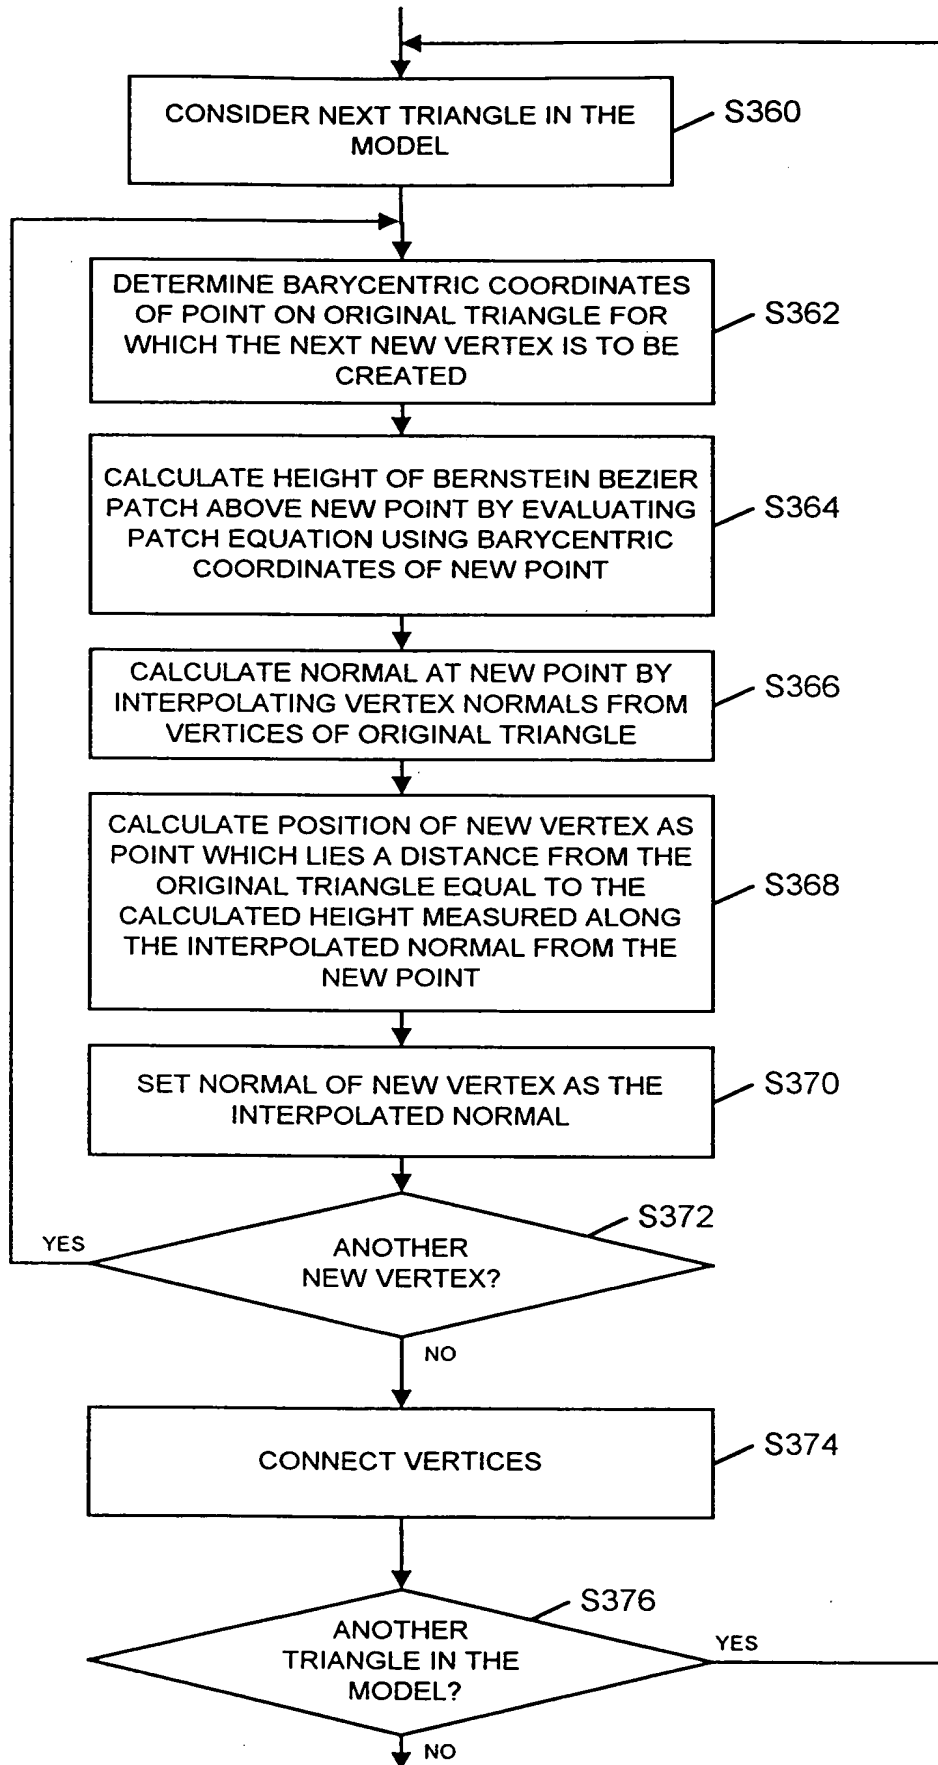 CONSIDER NEXT TRIANGLE IN THE
MODEL
S360
DETERMINE BARYCENTRIC COORDINATES
OF POINT ON ORIGINAL TRIANGLE FOR
WHICH THE NEXT NEW VERTEX IS TO BE
CREATED
S362
CALCULATE HEIGHT OF BERNSTEIN BEZIER
PATCH ABOVE NEW POINT BY EVALUATING
PATCH EQUATION USING BARYCENTRIC
COORDINATES OF NEW POINT
S364
CALCULATE NORMAL AT NEW POINT BY
INTERPOLATING VERTEX NORMALS FROM
VERTICES OF ORIGINAL TRIANGLE
S366
CALCULATE POSITION OF NEW VERTEX AS
POINT WHICH LIES A DISTANCE FROM THE
ORIGINAL TRIANGLE EQUAL TO THE
CALCULATED HEIGHT MEASURED ALONG
THE INTERPOLATED NORMAL FROM THE
NEW POINT
S368
SET NORMAL OF NEW VERTEX AS THE
INTERPOLATED NORMAL
S370
ANOTHER
NEW VERTEX?
S372
YES
NO
CONNECT VERTICES
S374
ANOTHER
TRIANGLE IN THE
MODEL?
S376
YES
NO